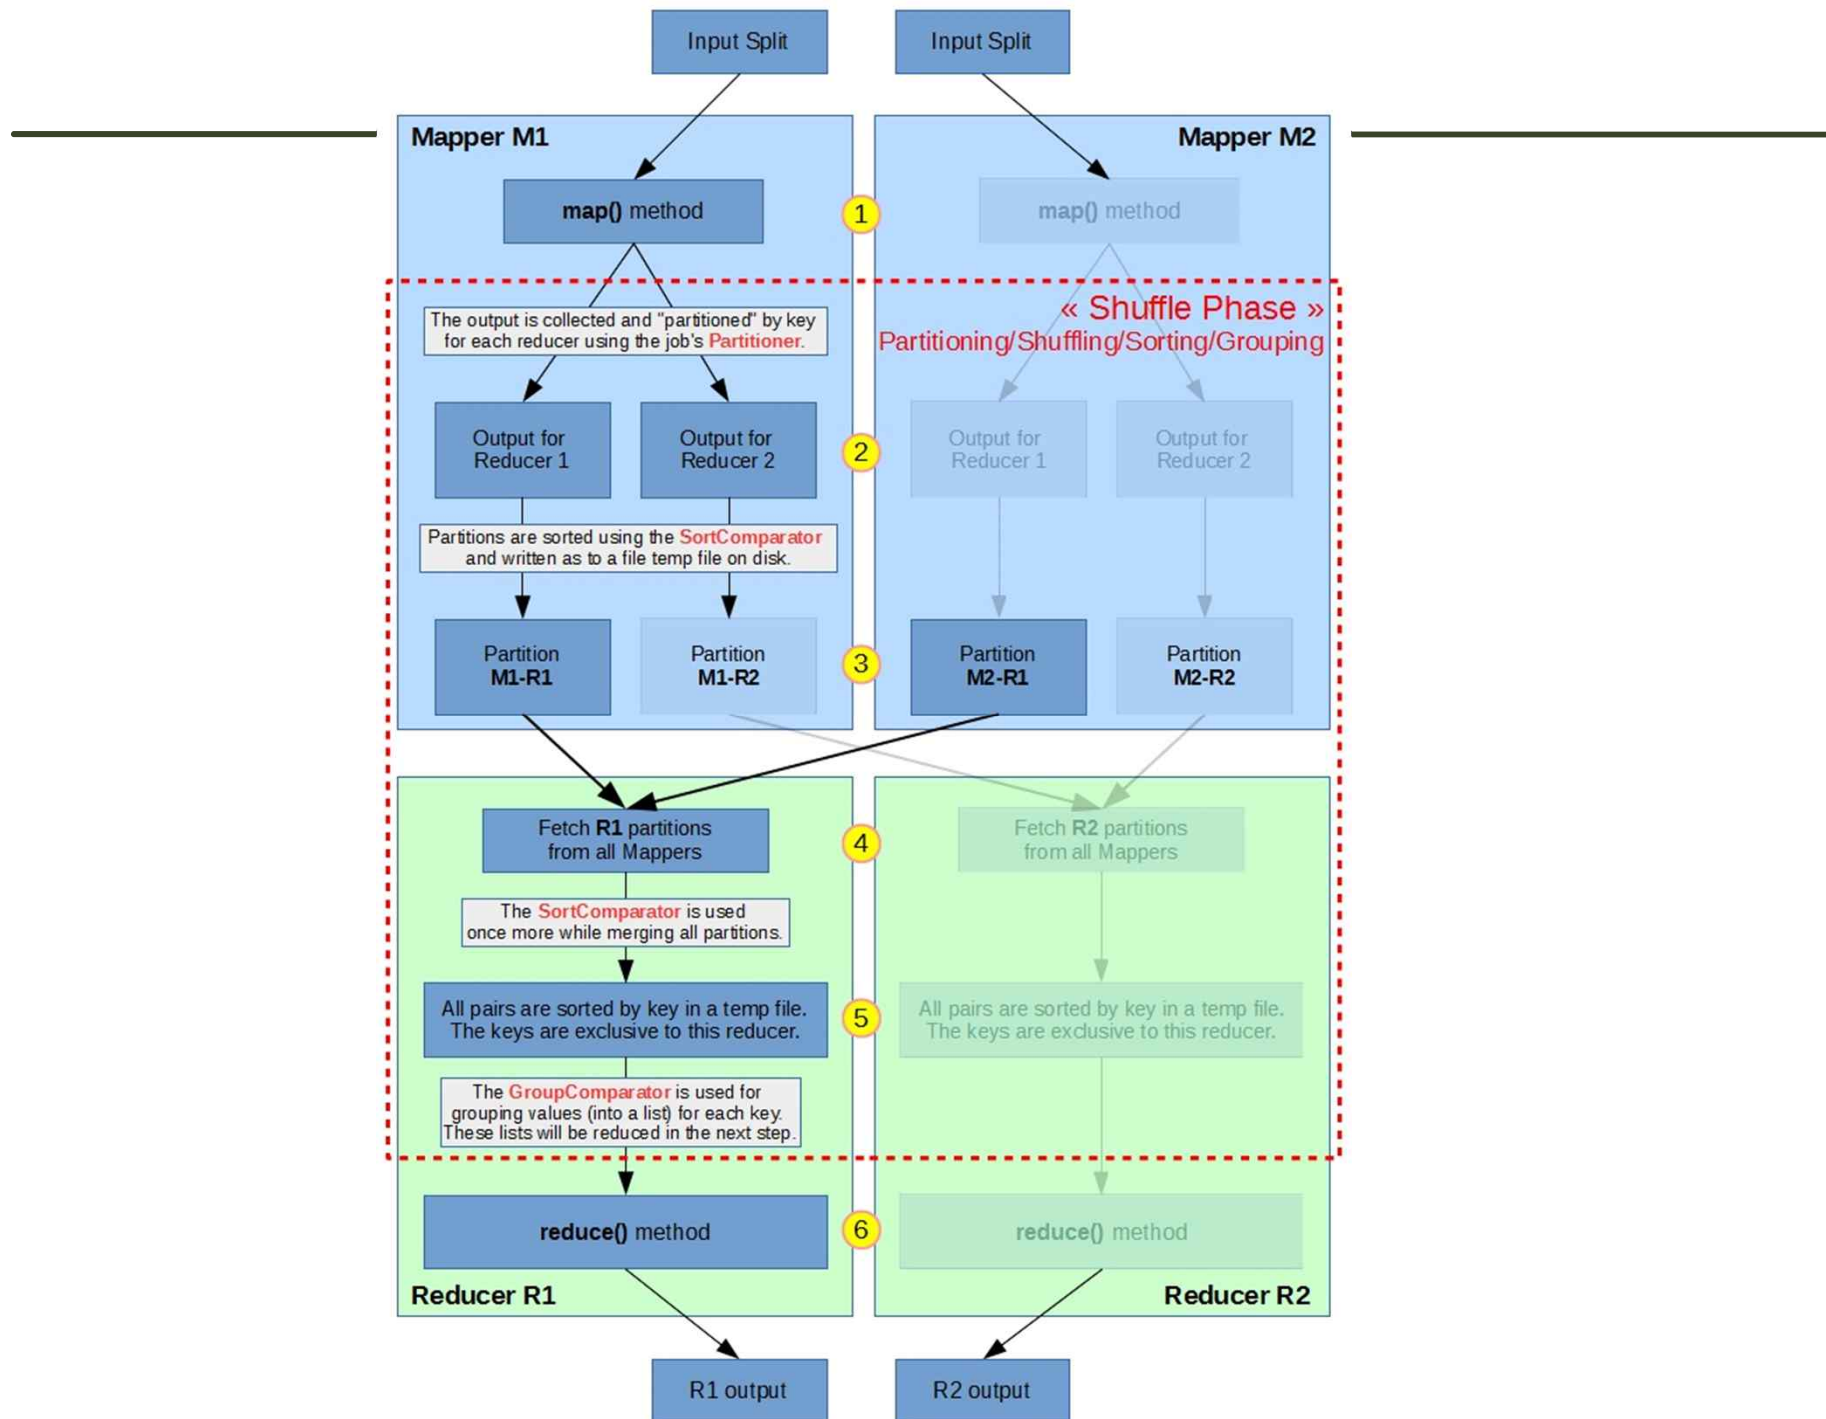 Input Split
Input Split
Mapper M1
Mapper M2
map() method
1
map() method
« Shuffle Phase »
Partitioning/Shuffling/Sorting/Grouping
The output is collected and "partitioned" by key
for each reducer using the job's Partitioner.
Output for
Reducer 1
Output for
Reducer 2
2
Output for
Reducer 1
Output for
Reducer 2
Partitions are sorted using the SortComparator
and written as to a file temp file on disk.
Partition
M1-R1
Partition
M1-R2
3
Partition
M2-R1
Partition
M2-R2
Fetch R1 partitions
from all Mappers
4
Fetch R2 partitions
from all Mappers
The SortComparator is used
once more while merging all partitions.
All pairs are sorted by key in a temp file.
The keys are exclusive to this reducer.
5
All pairs are sorted by key in a temp file.
The keys are exclusive to this reducer.
The GroupComparator is used for
grouping values (into a list) for each key.
These lists will be reduced in the next step.
reduce() method
6
reduce() method
Reducer R1
Reducer R2
R1 output
R2 output